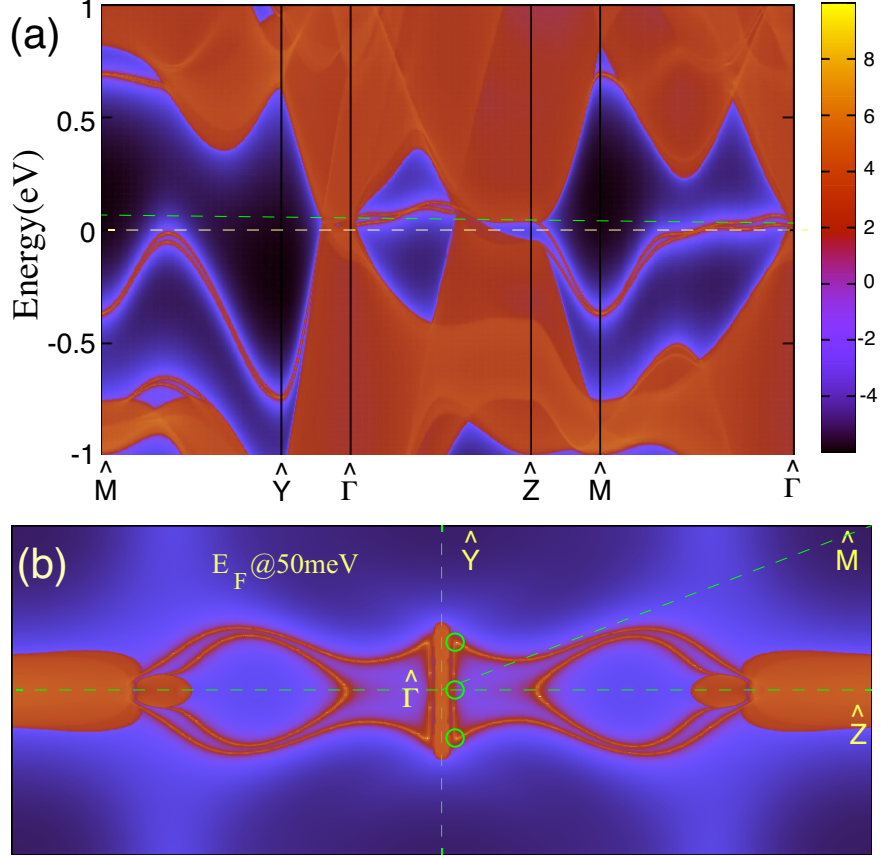 (a)
Energy(eV)
1
0.5
0
-0.5
-1
^ ^ ^ ^ ^ ^
M Y Γ Z M Γ
8
6
4
2
0
-2
-4
(b)
E_F@50meV
^
Y
^
M
^
Γ
^
Z